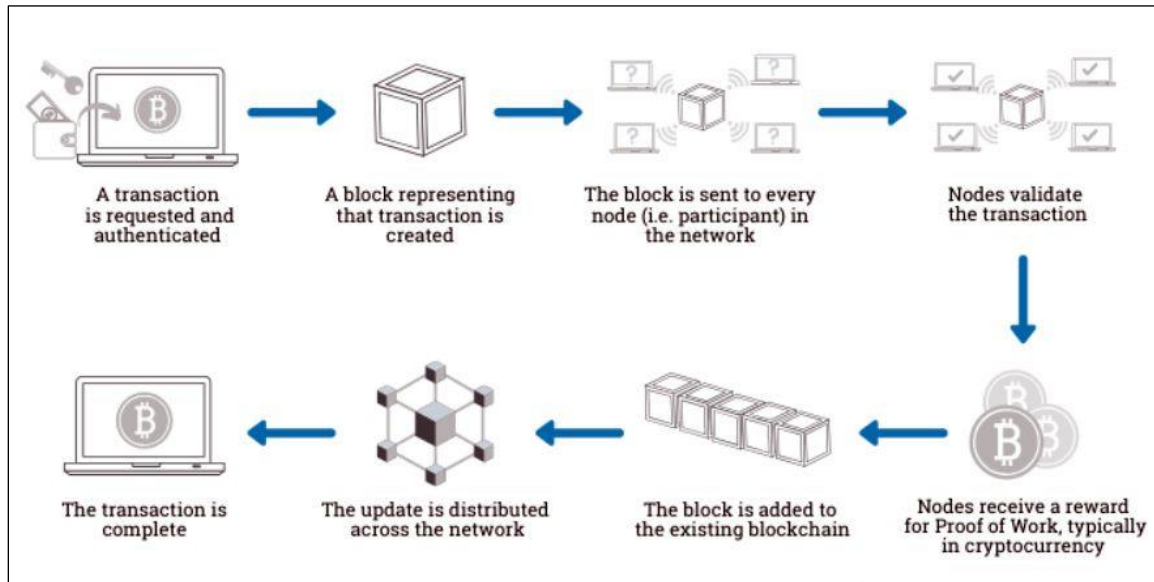 A transaction
is requested and
authenticated
A block representing
that transaction is
created
The block is sent to every
node (i.e. participant) in
the network
Nodes validate
the transaction
Nodes receive a reward
for Proof of Work, typically
in cryptocurrency
The block is added to
the existing blockchain
The update is distributed
across the network
The transaction is
complete